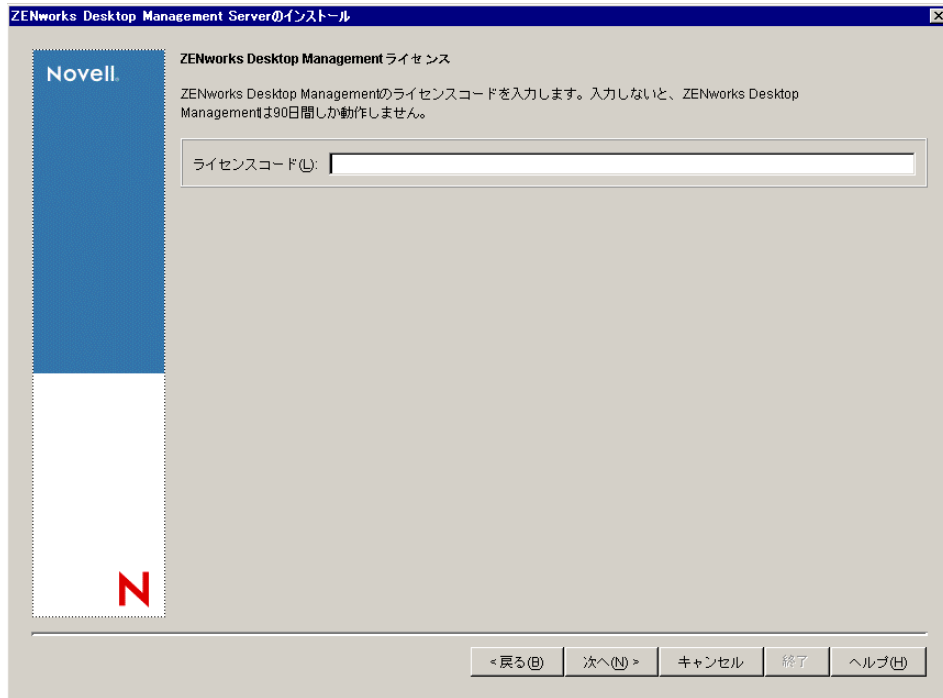 ZENworks Desktop Management Serverのインストール
Novell.
ZENworks Desktop Management ライセンス
ZENworks Desktop Managementのライセンスコードを入力します。入力しないと、ZENworks Desktop
Managementは90日間しか動作しません。
ライセンスコード(L):
N
«戻る(B)
次へ(N) »
キャンセル
終了
ヘルプ(H)